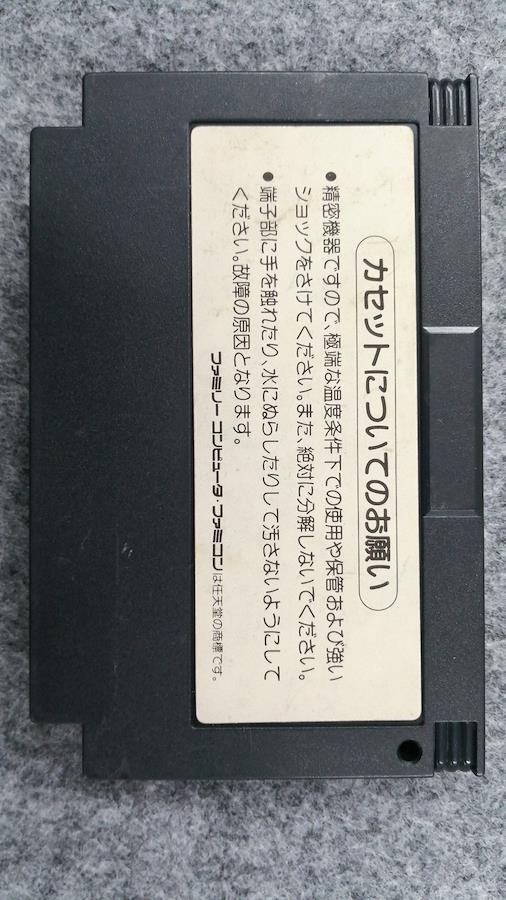 カセットについてのお願い
●精密機器ですので、極端な温度条件下での使用や保管および強い
ショックをさけてください。また、絶対に分解しないでください。
●端子部に手を触れたり、水にぬらしたりして汚さないようにして
ください。故障の原因となります。
ファミリー コンピュータ・ファミコンは任天堂の商標です。